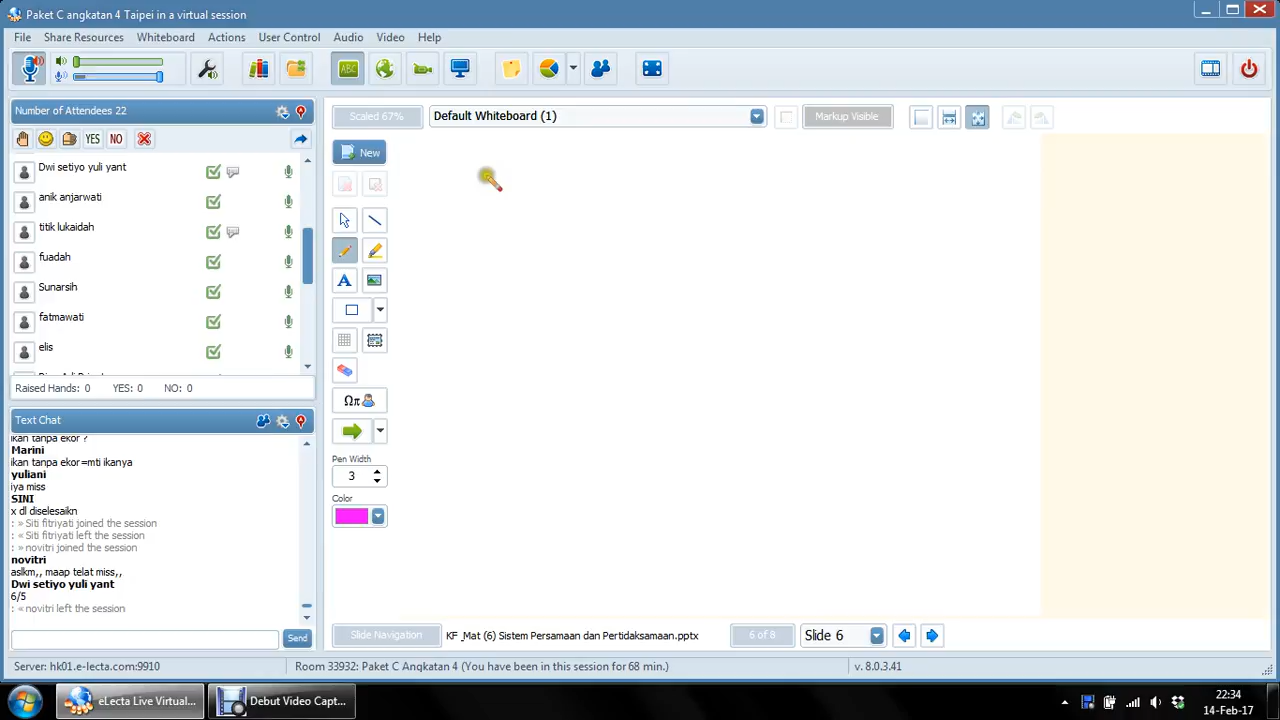 Paket C angkatan 4 Taipei in a virtual session
File Share Resources Whiteboard Actions User Control Audio Video Help
ABC
Number of Attendees 22
Scaled 67%
Default Whiteboard (1)
Markup Visible
YES NO
New
Dwi setiyo yuli yant
anik anjarwati
titik lukaidah
fuadah
Sunarsih
fatmawati
elis
Raised Hands: 0 YES: 0 NO: 0
Text Chat
ikan tanpa ekor ?
Marini
ikan tanpa ekor=mti ikanya
yuliani
iya miss
SINI
x dl diselesaikn
: » Siti fitriyati joined the session
: « Siti fitriyati left the session
: » novitri joined the session
novitri
aslkm,, maap telat miss,,
Dwi setiyo yuli yant
6/5
: « novitri left the session
Send
A
Ωπ
Pen Width
3
Color
Slide Navigation
KF _Mat (6) Sistem Persamaan dan Pertidaksamaan.pptx
6 of 8
Slide 6
Server: hk01.e-lecta.com:9910
Room 33932: Paket C Angkatan 4 (You have been in this session for 68 min.)
v. 8.0.3.41
eLecta Live Virtual...
Debut Video Capt...
22:34
14-Feb-17